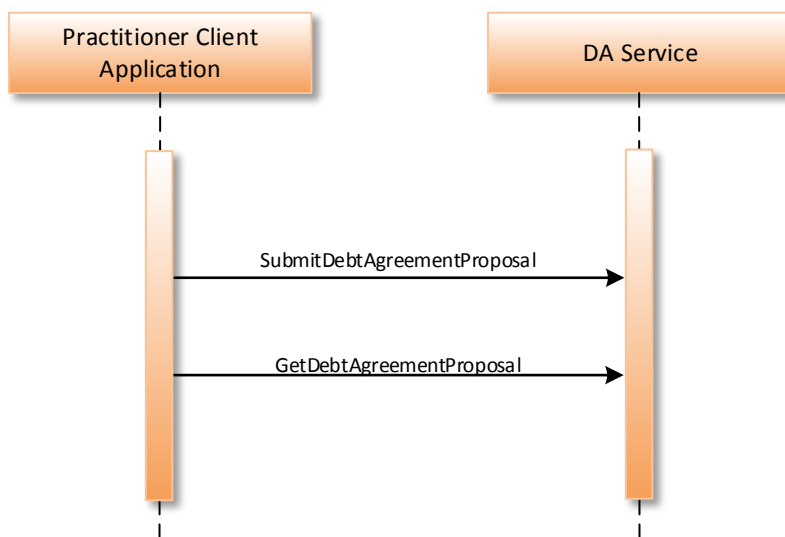 Practitioner Client
Application
DA Service
SubmitDebtAgreementProposal
GetDebtAgreementProposal